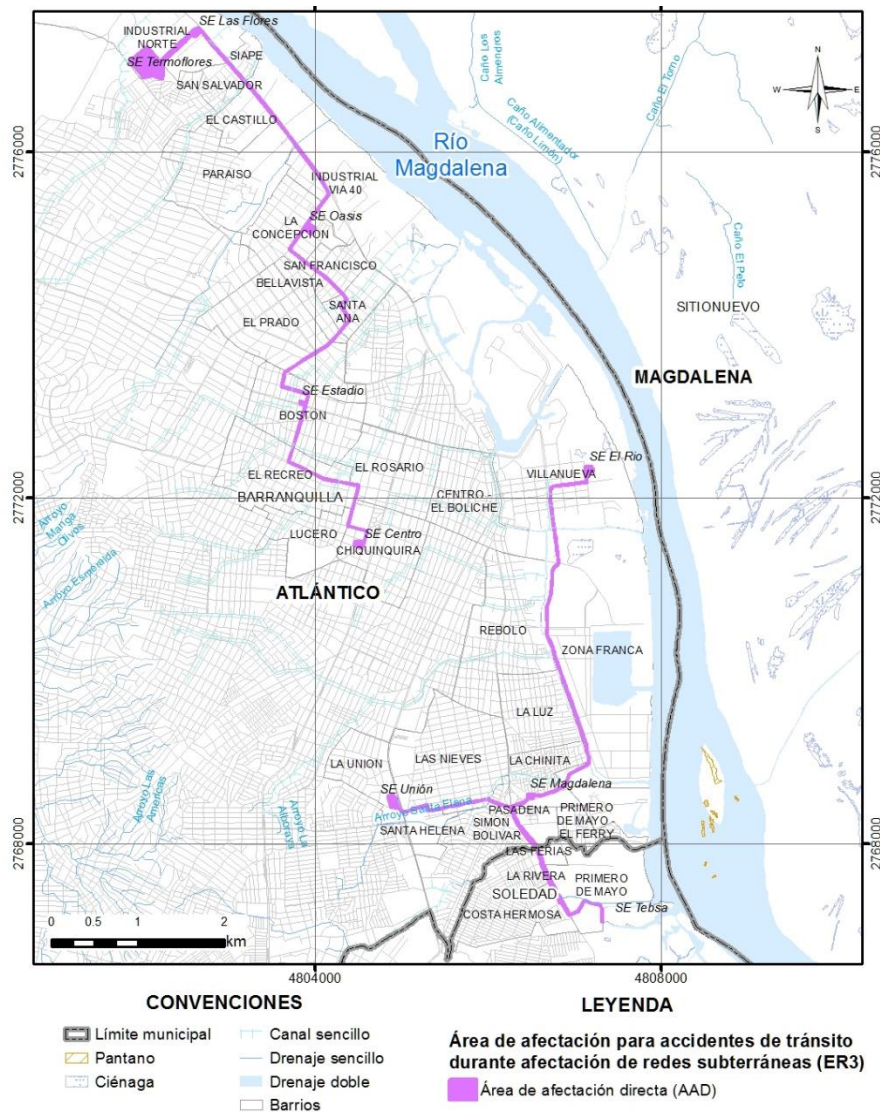 SE Las Flores
INDUSTRIAL
NORTE
SIAPE
SE Termoflores
SAN SALVADOR
EL CASTILLO
Caño Los
Almendros
Caño El Torno
Caño Alimentador
(Caño Limón)
N
W E
S
2776000
2776000
Río
Magdalena
PARAISO
INDUSTRIAL
VIA 40
SE Oasis
LA
CONCEPCION
SAN FRANCISCO
BELLAVISTA
SANTA
ANA
EL PRADO
Caño El Pelo
SITIONUEVO
MAGDALENA
SE Estadio
BOSTON
SE El Rio
EL RECREO
EL ROSARIO
VILLANUEVA
2772000
2772000
BARRANQUILLA
CENTRO -
EL BOLICHE
LUCERO
SE Centro
CHIQUINQUIRA
Arroyo
Mariga
Olivos
Arroyo Esmeralda
ATLÁNTICO
REBOLO
ZONA FRANCA
LA LUZ
LA UNION
LAS NIEVES
LA CHINITA
SE Unión
SE Magdalena
Arroyo Santa Elena
Arroyo Las
Americas
Arroyo La
Alboraya
SANTA HELENA
PASADENA
SIMON
BOLIVAR
PRIMERO
DE MAYO -
EL FERRY
2768000
2768000
LAS FERIAS
LA RIVERA
PRIMERO
DE MAYO
SOLEDAD
COSTA HERMOSA
SE Tebsa
0 0.5 1 2
km
4804000
4808000
CONVENCIONES
Límite municipal
Pantano
Ciénaga
Canal sencillo
Drenaje sencillo
Drenaje doble
Barrios
LEYENDA
Área de afectación para accidentes de tránsito
durante afectación de redes subterráneas (ER3)
Área de afectación directa (AAD)